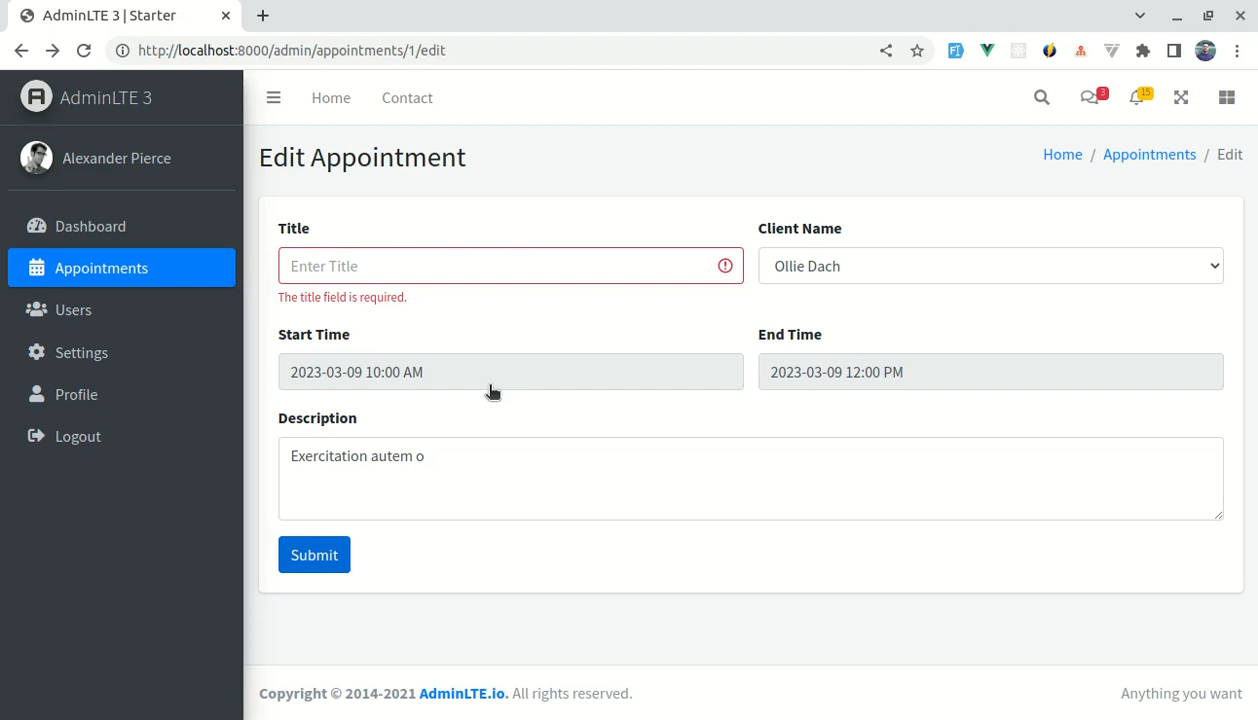 AdminLTE 3 | Starter
http://localhost:8000/admin/appointments/1/edit
AdminLTE 3
Home
Contact
3
15
Alexander Pierce
Dashboard
Appointments
Users
Settings
Profile
Logout
Edit Appointment
Home / Appointments / Edit
Title
Enter Title
The title field is required.
Client Name
Ollie Dach
Start Time
2023-03-09 10:00 AM
End Time
2023-03-09 12:00 PM
Description
Exercitation autem o
Submit
Copyright © 2014-2021 AdminLTE.io. All rights reserved.
Anything you want